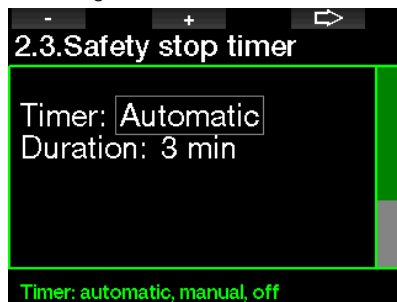 - + ⇨
2.3.Safety stop timer
Timer: Automatic
Duration: 3 min
Timer: automatic, manual, off